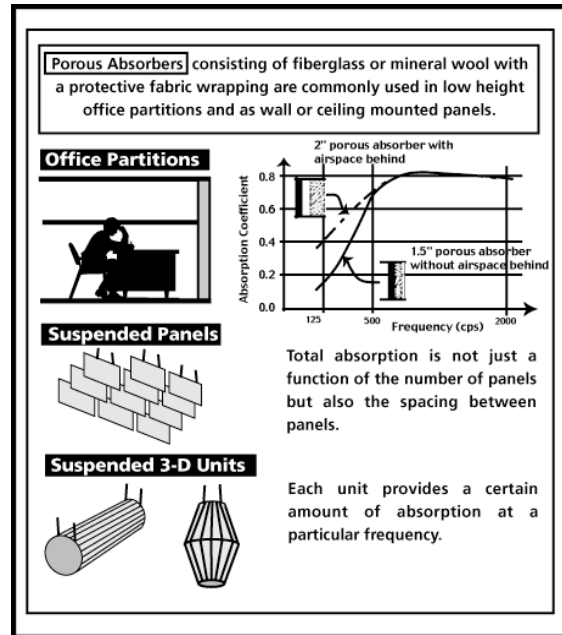 Porous Absorbers consisting of fiberglass or mineral wool with
a protective fabric wrapping are commonly used in low height
office partitions and as wall or ceiling mounted panels.
Office Partitions
2" porous absorber with
airspace behind
Absorption Coefficient
0.8
0.6
0.4
0.2
0.0
1.5" porous absorber
without airspace behind
125
500
2000
Frequency (cps)
Suspended Panels
Total absorption is not just a
function of the number of panels
but also the spacing between
panels.
Suspended 3-D Units
Each unit provides a certain
amount of absorption at a
particular frequency.